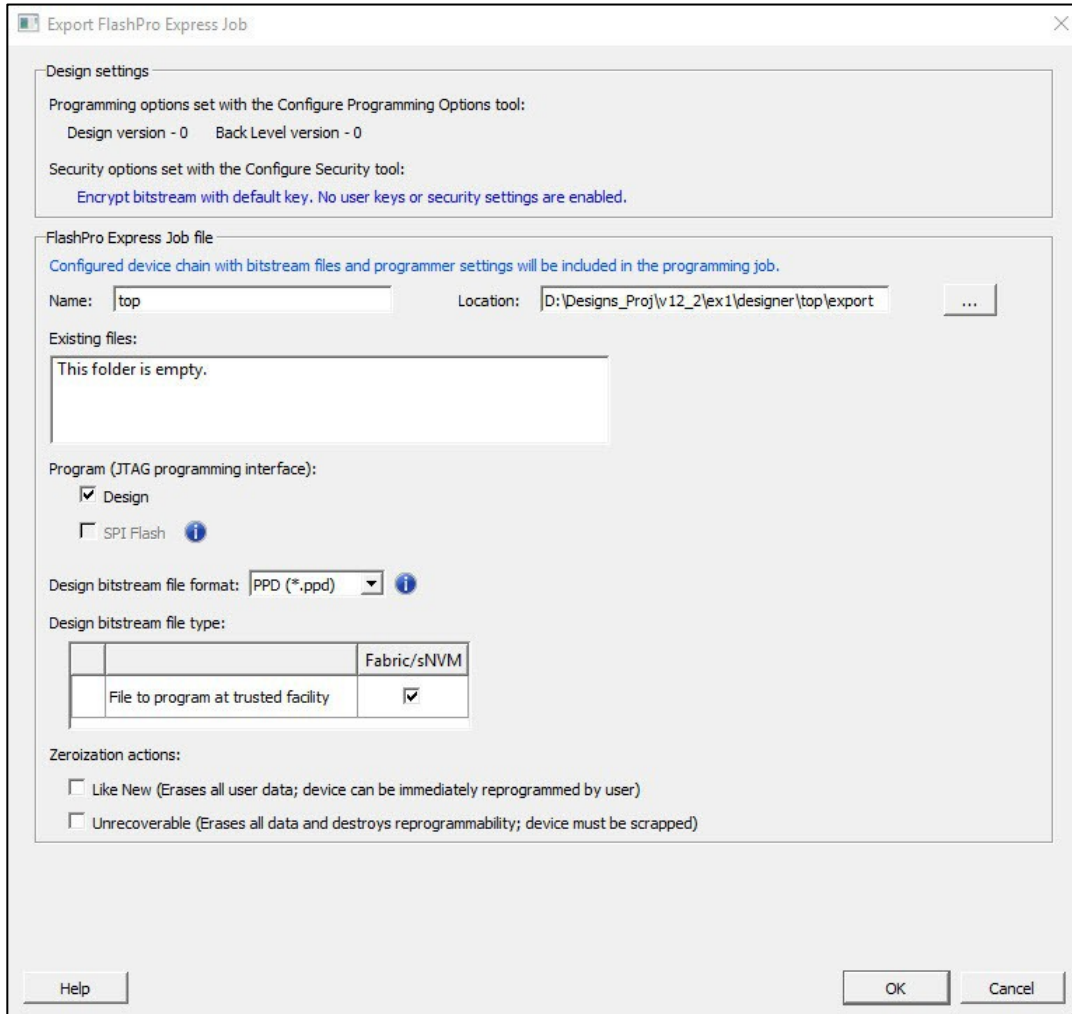 Export FlashPro Express Job
Design settings
Programming options set with the Configure Programming Options tool:
Design version - 0 Back Level version - 0
Security options set with the Configure Security tool:
Encrypt bitstream with default key. No user keys or security settings are enabled.
FlashPro Express Job file
Configured device chain with bitstream files and programmer settings will be included in the programming job.
Name: top Location: D:\Designs_Proj\v12_2\ex1\designer\top\export ...
Existing files:
This folder is empty.
Program (JTAG programming interface):
Design
SPI Flash
Design bitstream file format: PPD (*.ppd)
Design bitstream file type:
Fabric/sNVM
File to program at trusted facility
Zeroization actions:
Like New (Erases all user data; device can be immediately reprogrammed by user)
Unrecoverable (Erases all data and destroys reprogrammability; device must be scrapped)
Help OK Cancel